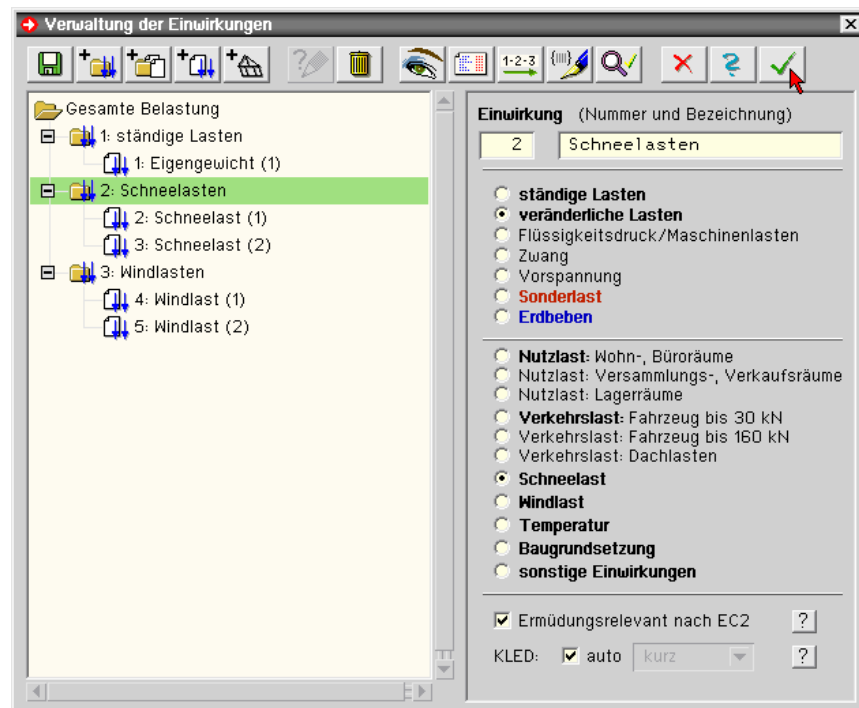 Verwaltung der Einwirkungen
1-2-3
Gesamte Belastung
1: ständige Lasten
1: Eigengewicht (1)
2: Schneelasten
2: Schneelast (1)
3: Schneelast (2)
3: Windlasten
4: Windlast (1)
5: Windlast (2)
Einwirkung (Nummer und Bezeichnung)
2 Schneelasten
ständige Lasten
veränderliche Lasten
Flüssigkeitsdruck/Maschinenlasten
Zwang
Vorspannung
Sonderlast
Erdbeben
Nutzlast: Wohn-, Büroräume
Nutzlast: Versammlungs-, Verkaufsräume
Nutzlast: Lagerräume
Verkehrslast: Fahrzeug bis 30 kN
Verkehrslast: Fahrzeug bis 160 kN
Verkehrslast: Dachlasten
Schneelast
Windlast
Temperatur
Baugrundsetzung
sonstige Einwirkungen
Ermüdungsrelevant nach EC2 ?
KLED: auto kurz ?